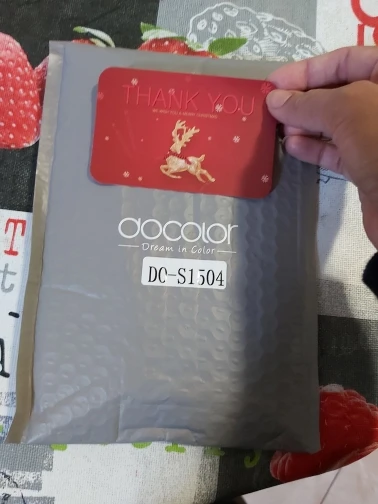 THANK YOU
docolor
Dream in Color
DC-S1504